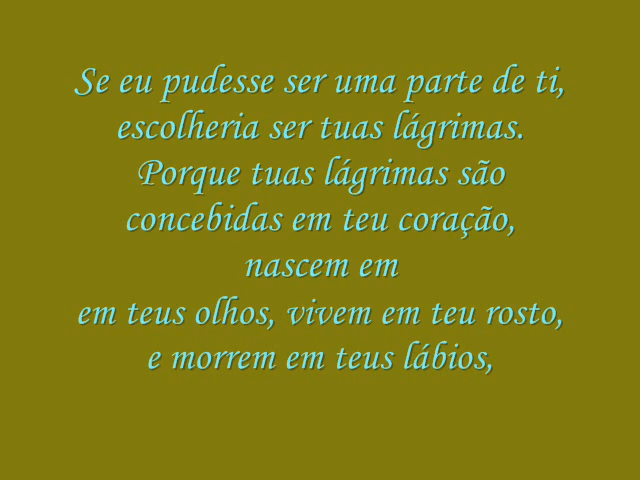 Se eu pudesse ser uma parte de ti,
escolheria ser tuas lágrimas.
Porque tuas lágrimas são
concebidas em teu coração,
nascem em
em teus olhos, vivem em teu rosto,
e morrem em teus lábios,